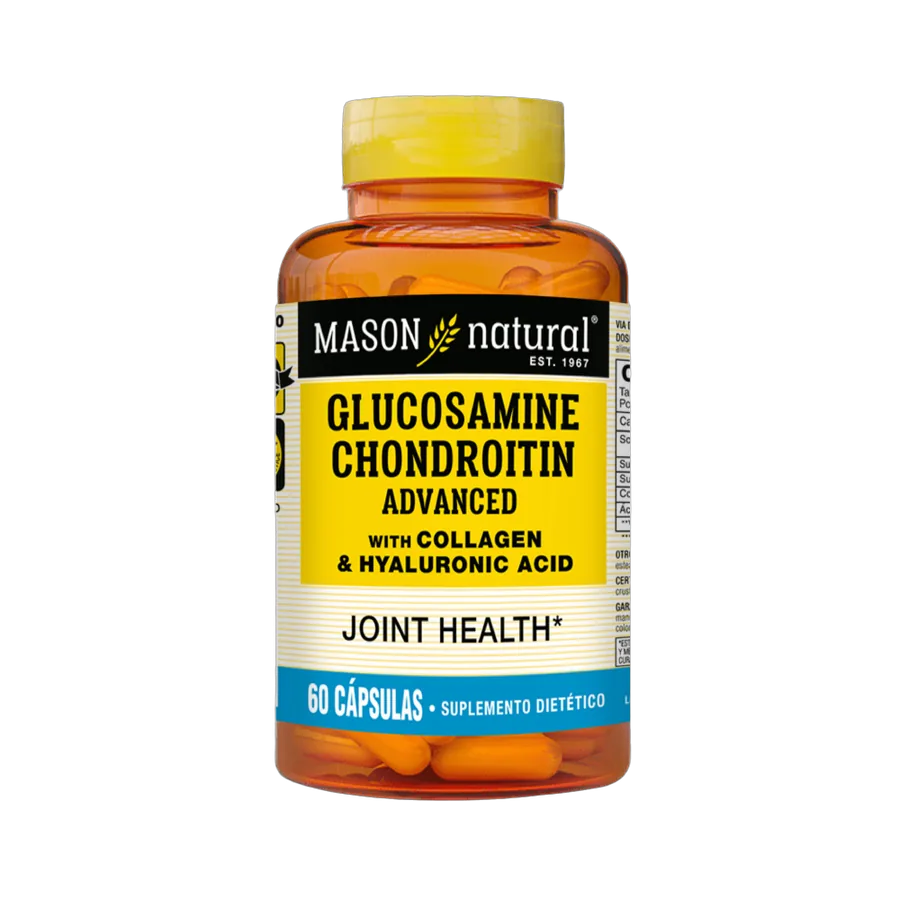 MASON natural®
EST. 1967
GLUCOSAMINE
CHONDROITIN
ADVANCED
WITH COLLAGEN
& HYALURONIC ACID
JOINT HEALTH*
60 CÁPSULAS • SUPLEMENTO DIETÉTICO